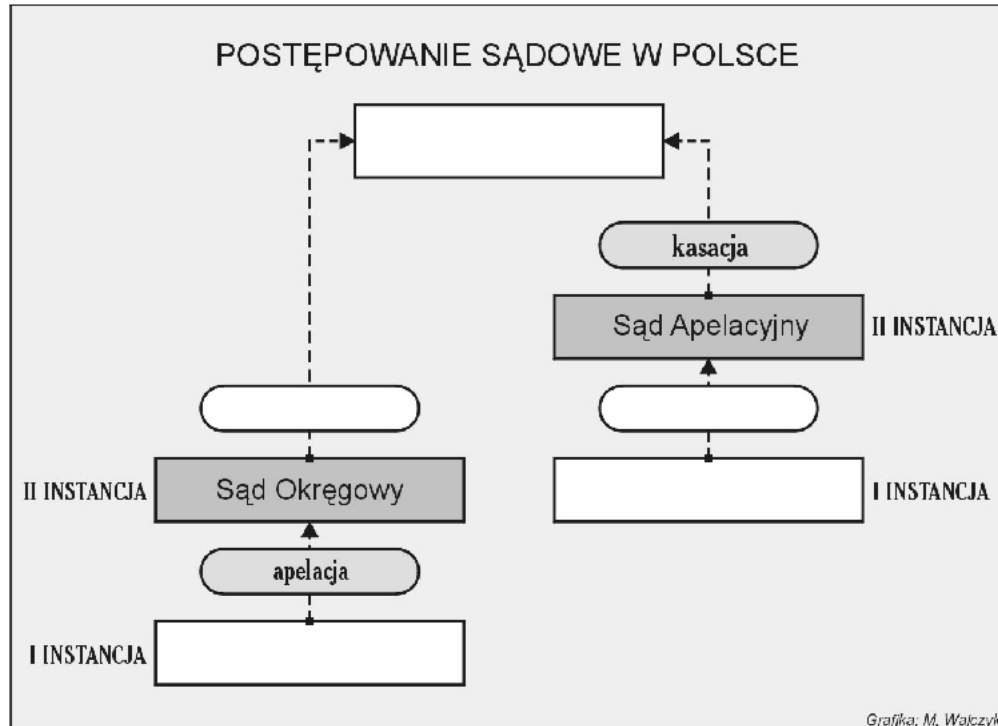 POSTĘPOWANIE SĄDOWE W POLSCE
kasacja
Sąd Apelacyjny
II INSTANCJA
II INSTANCJA
Sąd Okręgowy
I INSTANCJA
apelacja
I INSTANCJA
Grafika: M. Walczyk